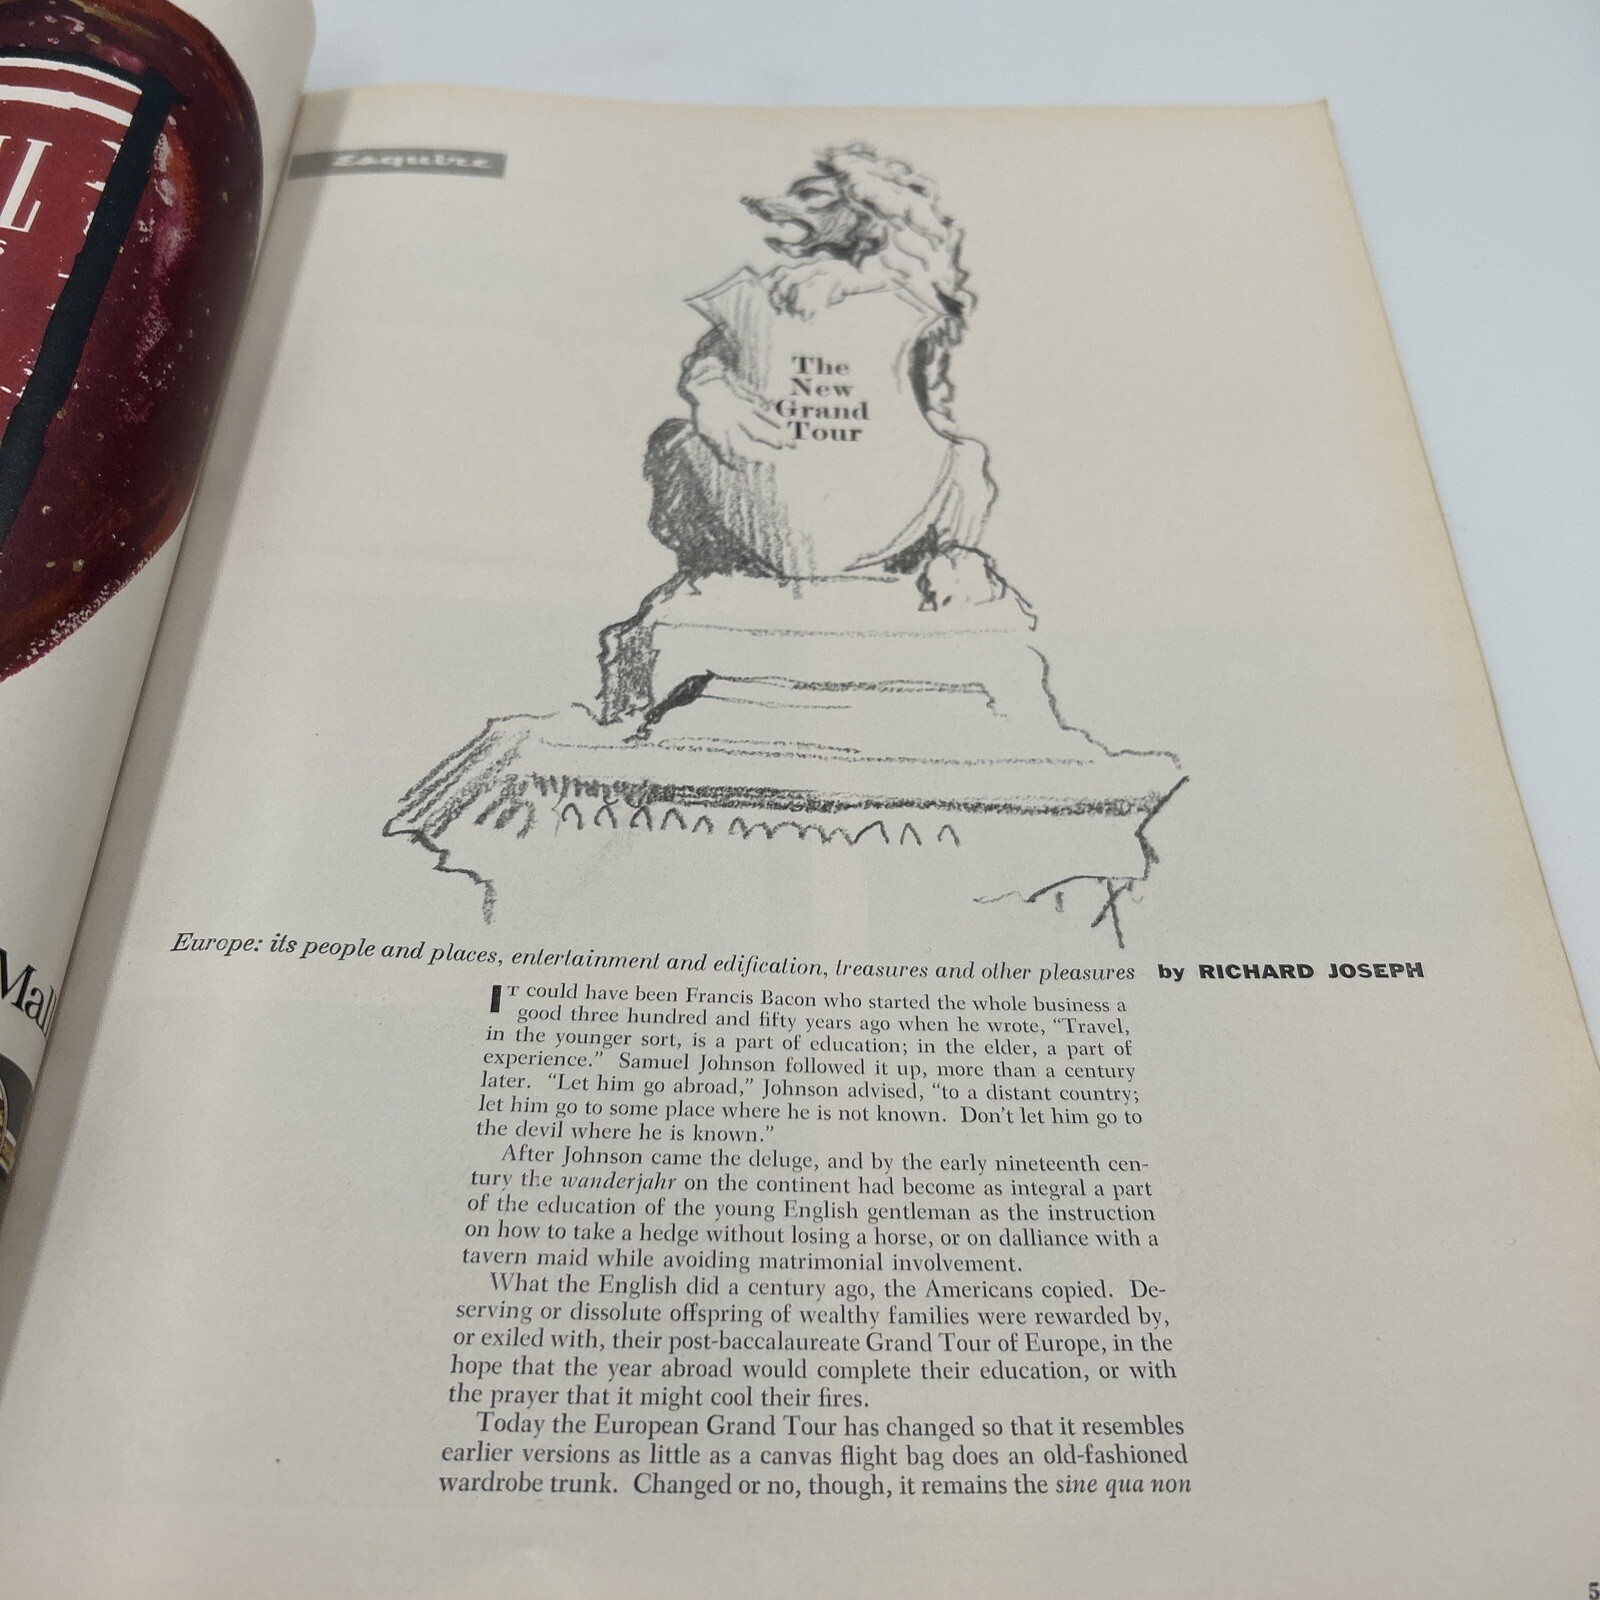 Esquire
The
New
Grand
Tour
Europe: its people and places, entertainment and edification, treasures and other pleasures by RICHARD JOSEPH
IT could have been Francis Bacon who started the whole business a
good three hundred and fifty years ago when he wrote, “Travel,
in the younger sort, is a part of education; in the elder, a part of
experience.” Samuel Johnson followed it up, more than a century
later. “Let him go abroad,” Johnson advised, “to a distant country;
let him go to some place where he is not known. Don’t let him go to
the devil where he is known.”
After Johnson came the deluge, and by the early nineteenth cen-
tury the wanderjahr on the continent had become as integral a part
of the education of the young English gentleman as the instruction
on how to take a hedge without losing a horse, or on dalliance with a
tavern maid while avoiding matrimonial involvement.
What the English did a century ago, the Americans copied. De-
serving or dissolute offspring of wealthy families were rewarded by,
or exiled with, their post-baccalaureate Grand Tour of Europe, in the
hope that the year abroad would complete their education, or with
the prayer that it might cool their fires.
Today the European Grand Tour has changed so that it resembles
earlier versions as little as a canvas flight bag does an old-fashioned
wardrobe trunk. Changed or no, though, it remains the sine qua non
5